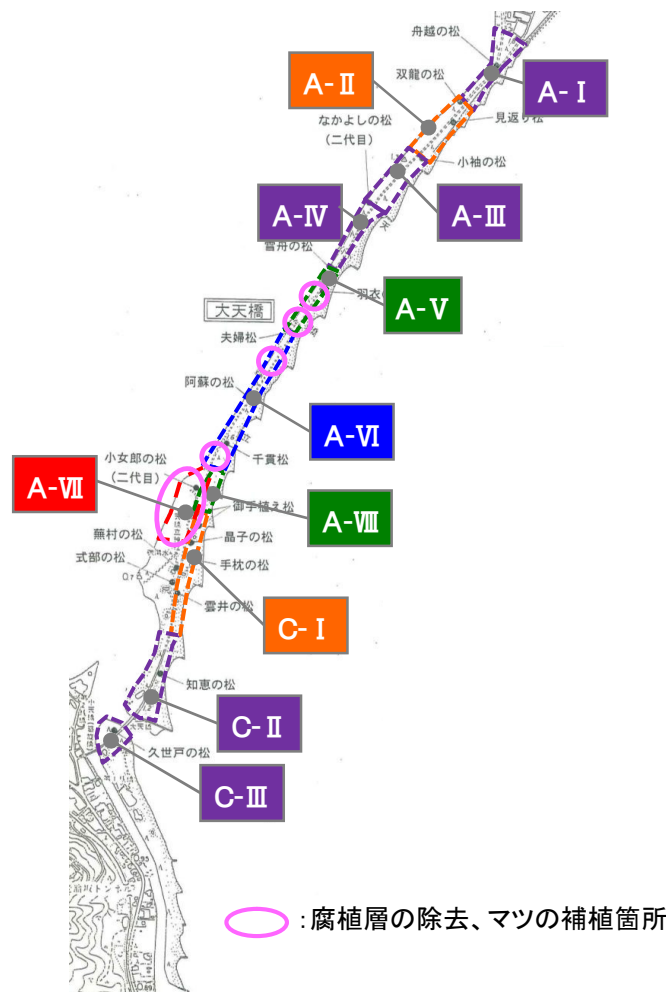 舟越の松
双龍の松
A-Ⅱ
A-Ⅰ
見返り松
なかよしの松
(二代目)
小袖の松
A-Ⅳ
A-Ⅲ
雪舟の松
A-Ⅴ
大天橋
夫婦松
阿蘇の松
A-Ⅵ
千貫松
小女郎の松
(二代目)
A-Ⅶ
御手植え松
A-Ⅷ
蕪村の松
晶子の松
式部の松
手枕の松
雲井の松
C-Ⅰ
知恵の松
C-Ⅱ
久世戸の松
C-Ⅲ
:腐植層の除去、マツの補植箇所